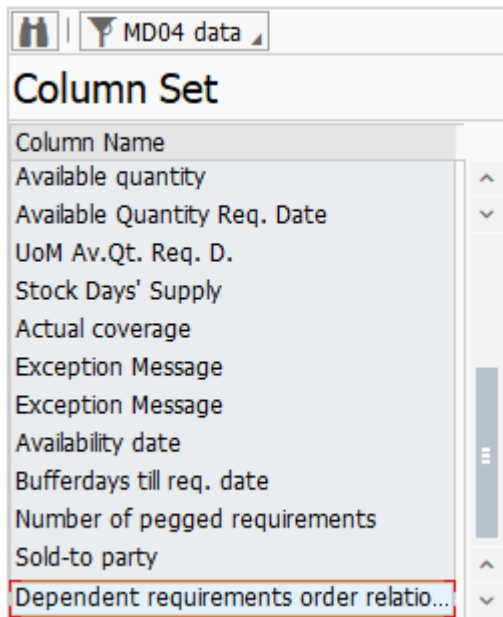 MD04 data
Column Set
Column Name
Available quantity
Available Quantity Req. Date
UoM Av.Qt. Req. D.
Stock Days' Supply
Actual coverage
Exception Message
Exception Message
Availability date
Bufferdays till req. date
Number of pegged requirements
Sold-to party
Dependent requirements order relatio...